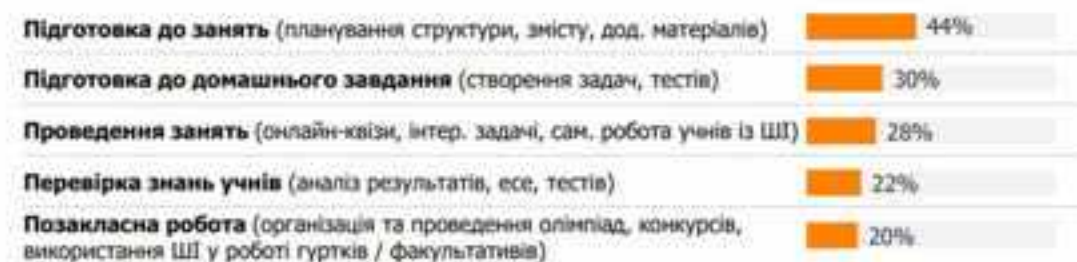 Підготовка до занять (планування структури, змісту, дод. матеріалів) 44%
Підготовка до домашнього завдання (створення задач, тестів) 30%
Проведення занять (онлайн-квізи, інтер. задачі, сам. робота учнів із ШІ) 28%
Перевірка знань учнів (аналіз результатів, есе, тестів) 22%
Позакласна робота (організація та проведення олімпіад, конкурсів,
використання ШІ у роботі гуртків / факультативів) 20%